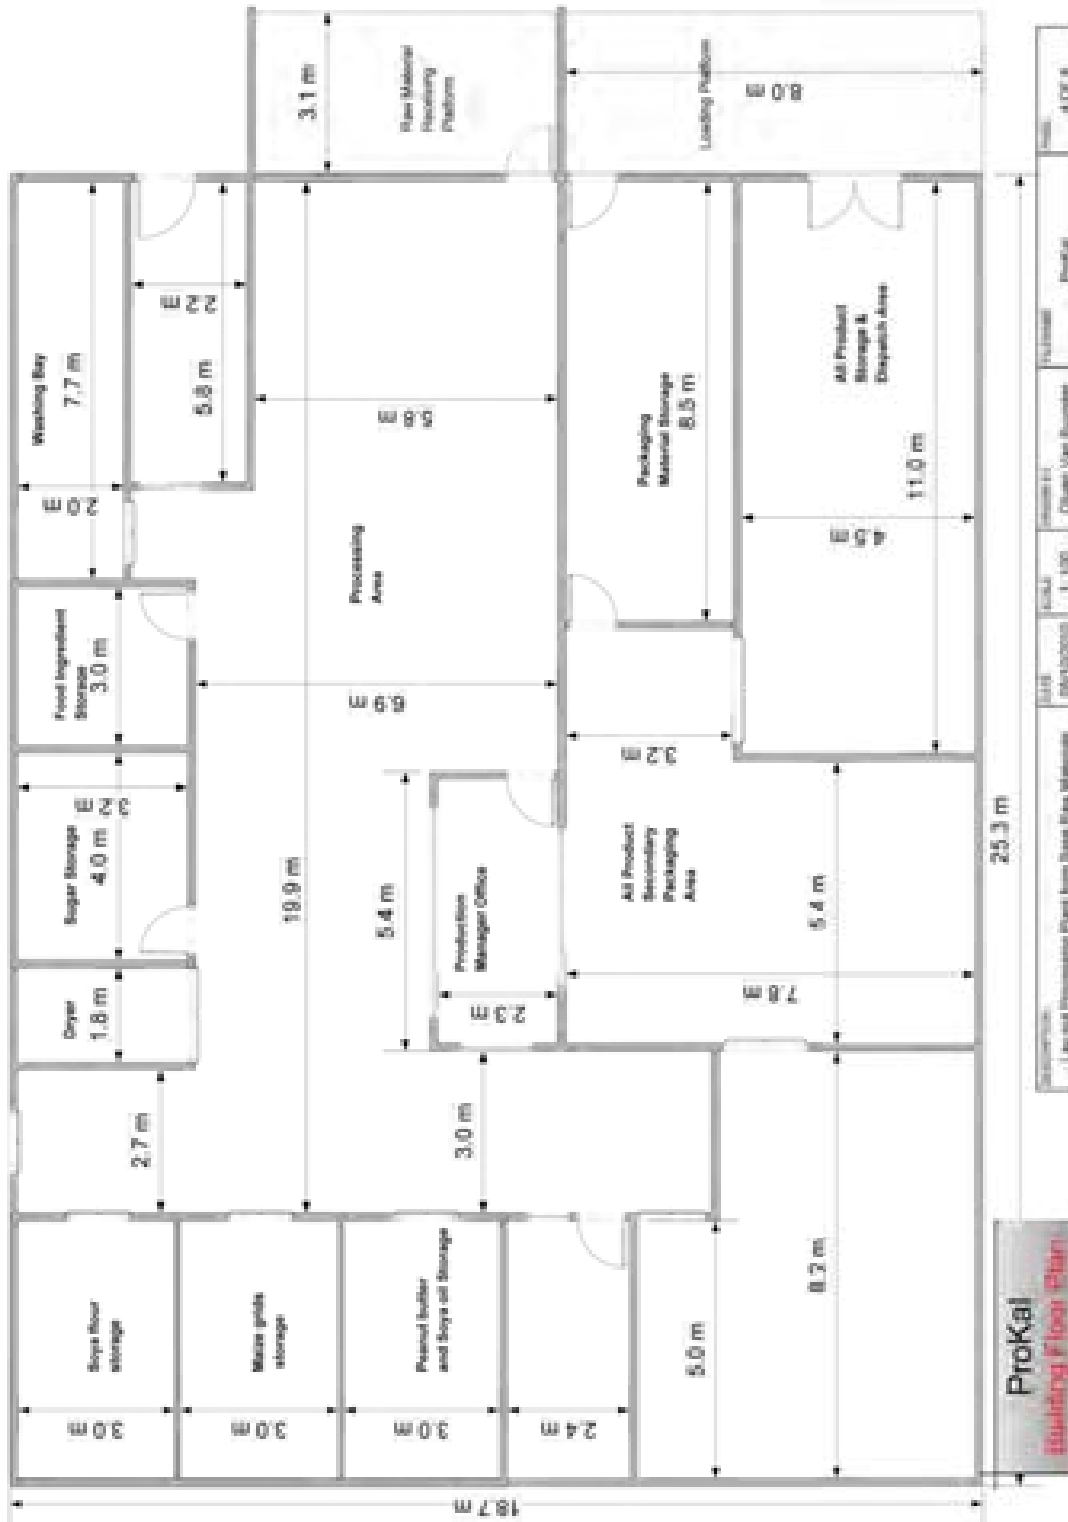 Washing Bay
7.7 m
2.0 m
2.2 m
5.8 m
3.1 m
Raw Material
Receiving
Platform
8.0 m
Loading Platform
Food Ingredient
Storage
3.0 m
Sugar Storage
4.0 m
3.2 m
Dryer
1.8 m
2.7 m
Processing
Area
5.8 m
6.9 m
19.9 m
5.4 m
Production
Manager Office
2.3 m
3.0 m
Packaging
Material Storage
8.5 m
All Product
Storage &
Dispatch Area
11.0 m
4.5 m
3.2 m
All Product
Secondary
Packaging
Area
5.4 m
7.8 m
Soya flour
storage
3.0 m
Maize grids
storage
3.0 m
Peanut butter
and Soya oil Storage
3.0 m
2.4 m
5.0 m
8.2 m
18.7 m
25.3 m
ProKal
Building Floor Plan